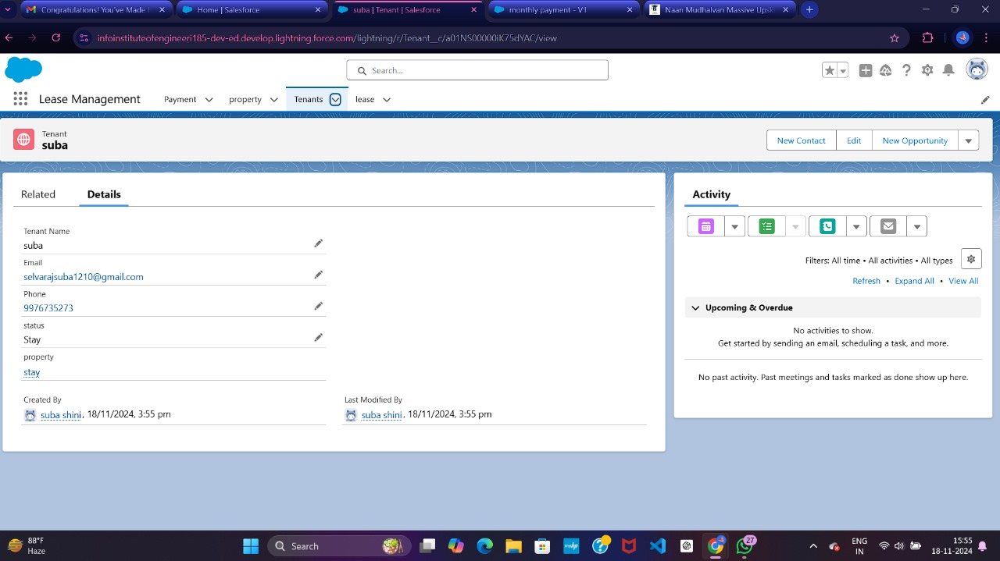 Congratulations! You've Made
Home | Salesforce
suba | Tenant | Salesforce
monthly payment - V1
Naan Mudhalvan Massive Upsk
infoinstituteofengineeri185-dev-ed.develop.lightning.force.com/lightning/r/Tenant__c/a01NS00000iK75dYAC/view
Search...
Lease Management
Payment
property
Tenants
lease
Tenant
suba
New Contact
Edit
New Opportunity
Related
Details
Activity
Tenant Name
suba
Email
selvarajsuba1210@gmail.com
Phone
9976735273
status
Stay
property
stay
Created By
suba shini, 18/11/2024, 3:55 pm
Last Modified By
suba shini, 18/11/2024, 3:55 pm
Filters: All time • All activities • All types
Refresh • Expand All • View All
Upcoming & Overdue
No activities to show.
Get started by sending an email, scheduling a task, and more.
No past activity. Past meetings and tasks marked as done show up here.
88°F
Haze
Search
27
ENG
IN
15:55
18-11-2024